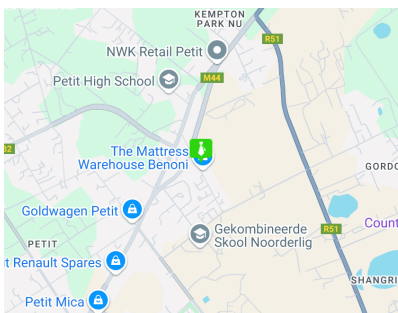 KEMPTON
PARK NU
NWK Retail Petit
R51
Petit High School
M44
The Mattress
Warehouse Benoni
GORDO
Goldwagen Petit
Count
Gekombineerde
Skool Noorderlig
R51
PETIT
t Renault Spares
SHANGRI
Petit Mica